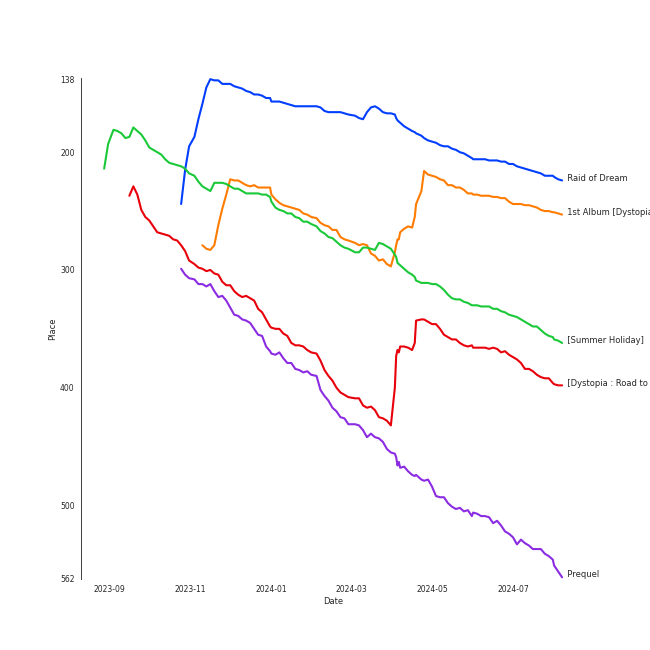 138
200
300
400
500
562
Place
2023-09
2023-11
2024-01
2024-03
2024-05
2024-07
Date
Raid of Dream
1st Album [Dystopia
[Summer Holiday]
[Dystopia : Road to
Prequel